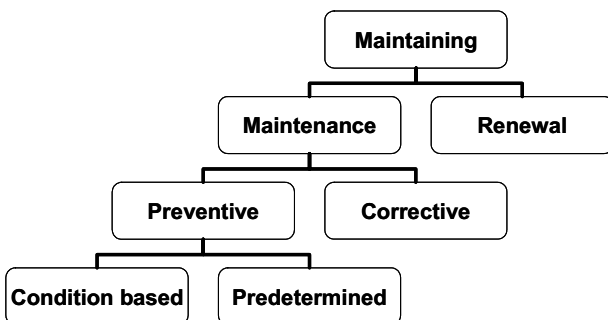 Maintaining
Maintenance
Renewal
Preventive
Corrective
Condition based
Predetermined